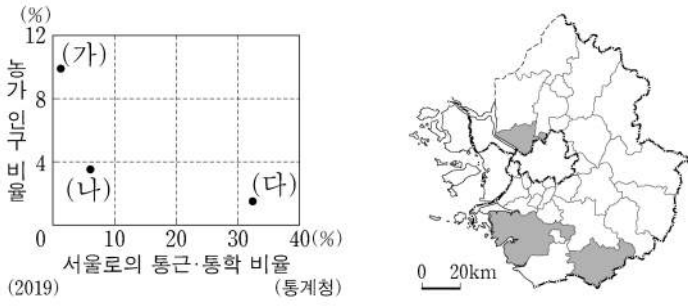 (%)
12
8
4
0
농가 인구 비율
(가)
(나)
(다)
10 20 30 40(%)
서울로의 통근·통학 비율
(2019) (통계청)
0 20km